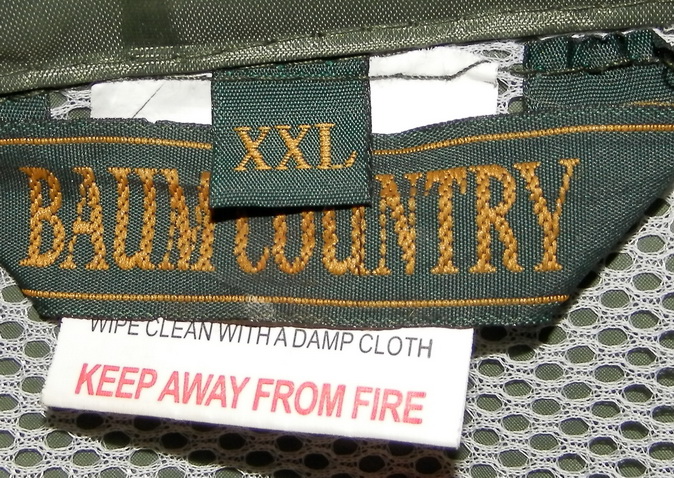 XXL
BAUM COUNTRY
WIPE CLEAN WITH A DAMP CLOTH
KEEP AWAY FROM FIRE